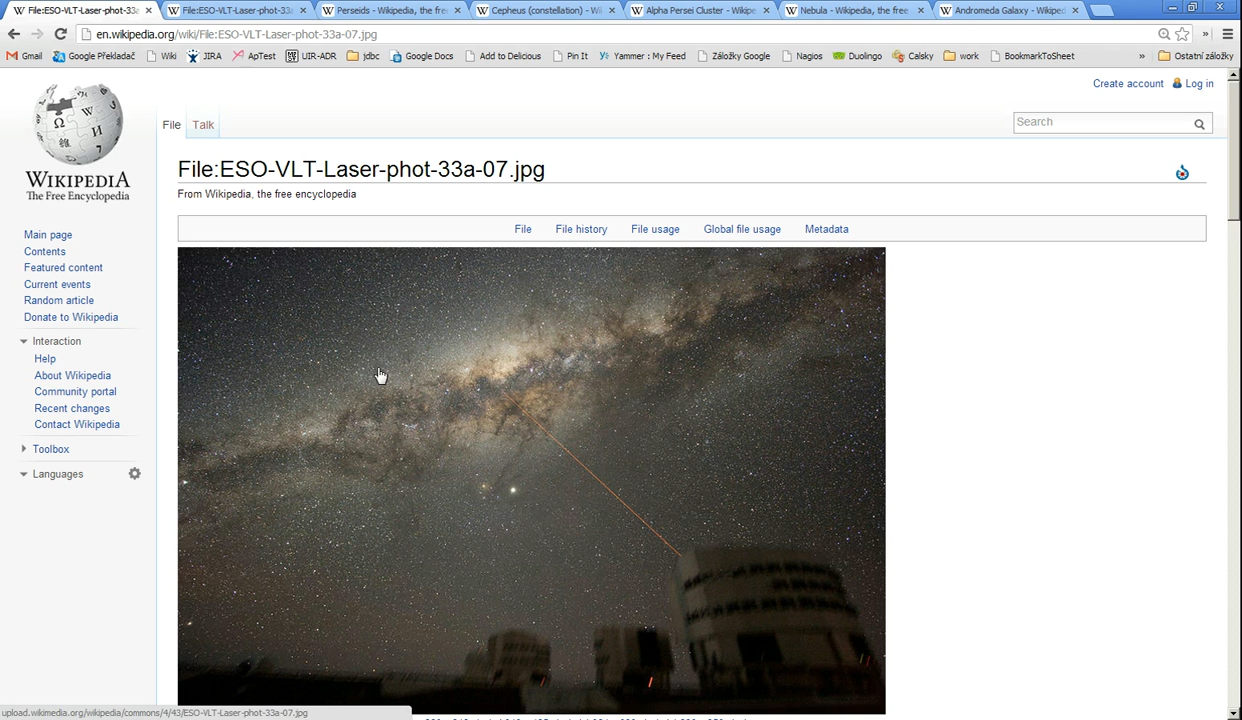 File:ESO-VLT-Laser-phot-33a
File:ESO-VLT-Laser-phot-33a-
Perseids - Wikipedia, the fre
Cepheus (constellation) - Wi
Alpha Persei Cluster - Wikipe
Nebula - Wikipedia, the free
Andromeda Galaxy - Wikiped
en.wikipedia.org/wiki/File:ESO-VLT-Laser-phot-33a-07.jpg
Gmail
Google Překladač
Wiki
JIRA
ApTest
UIR-ADR
jdbc
Google Docs
Add to Delicious
Pin It
Yammer : My Feed
Záložky Google
Nagios
Duolingo
Calsky
work
BookmarkToSheet
»
Ostatní záložky
Create account
Log in
File
Talk
Search
WIKIPEDIA
The Free Encyclopedia
File:ESO-VLT-Laser-phot-33a-07.jpg
From Wikipedia, the free encyclopedia
File
File history
File usage
Global file usage
Metadata
Main page
Contents
Featured content
Current events
Random article
Donate to Wikipedia
Interaction
Help
About Wikipedia
Community portal
Recent changes
Contact Wikipedia
Toolbox
Languages
upload.wikimedia.org/wikipedia/commons/4/43/ESO-VLT-Laser-phot-33a-07.jpg